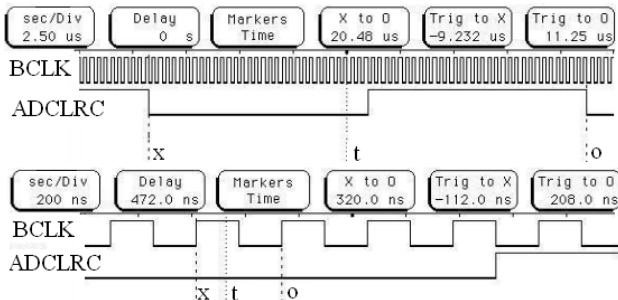 sec/Div Delay Markers X to O Trig to X Trig to O
2.50 us 0 s Time 20.48 us -9.232 us 11.25 us
BCLK
ADCLRC
X t o
sec/Div Delay Markers X to O Trig to X Trig to O
200 ns 472.0 ns Time 320.0 ns -112.0 ns 208.0 ns
BCLK
ADCLRC
x t o